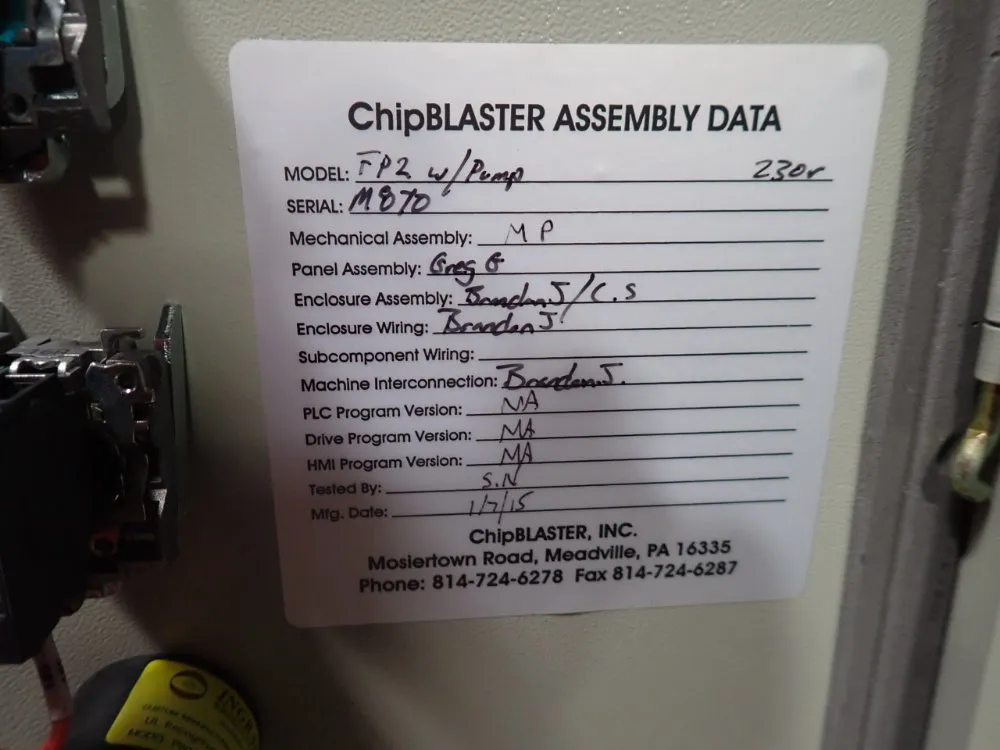 ChipBLASTER ASSEMBLY DATA
MODEL: TP2 w/Pump 230v
SERIAL: M870
Mechanical Assembly: MP
Panel Assembly: Greg G
Enclosure Assembly: Brandon J/C.S
Enclosure Wiring: Brandon J.
Subcomponent Wiring:
Machine Interconnection: Brandon J.
PLC Program Version: NA
Drive Program Version: NA
HMI Program Version: NA
Tested By: S.N
Mfg. Date: 1/7/15
ChipBLASTER, INC.
Mosiertown Road, Meadville, PA 16335
Phone: 814-724-6278 Fax 814-724-6287